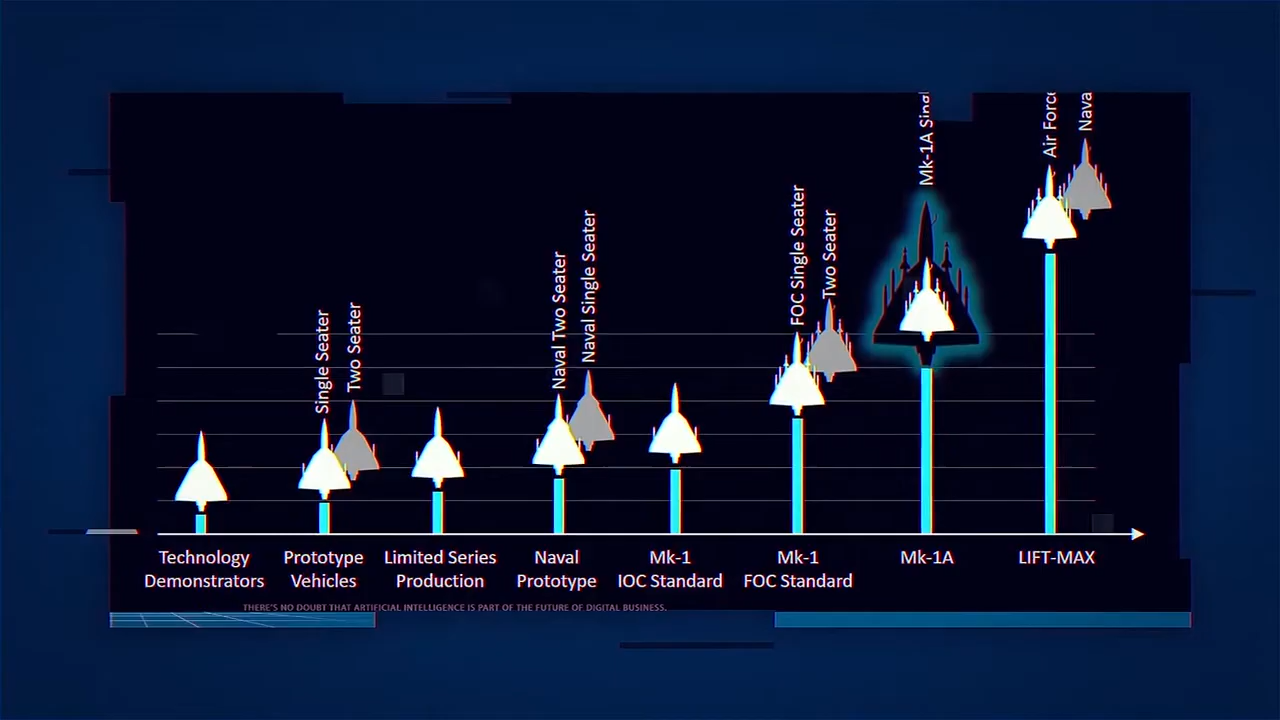 Mk-1A
Air
Single Seater
Two Seater
Naval Two Seater
Naval Single Seater
FOC Single Seater
Two Seater
Technology
Demonstrators
Prototype
Vehicles
Limited Series
Production
Naval
Prototype
Mk-1
IOC Standard
Mk-1
FOC Standard
Mk-1A
LIFT-MAX
THERE'S NO DOUBT THAT ARTIFICIAL INTELLIGENCE IS PART OF THE FUTURE OF DIGITAL BUSINESS.